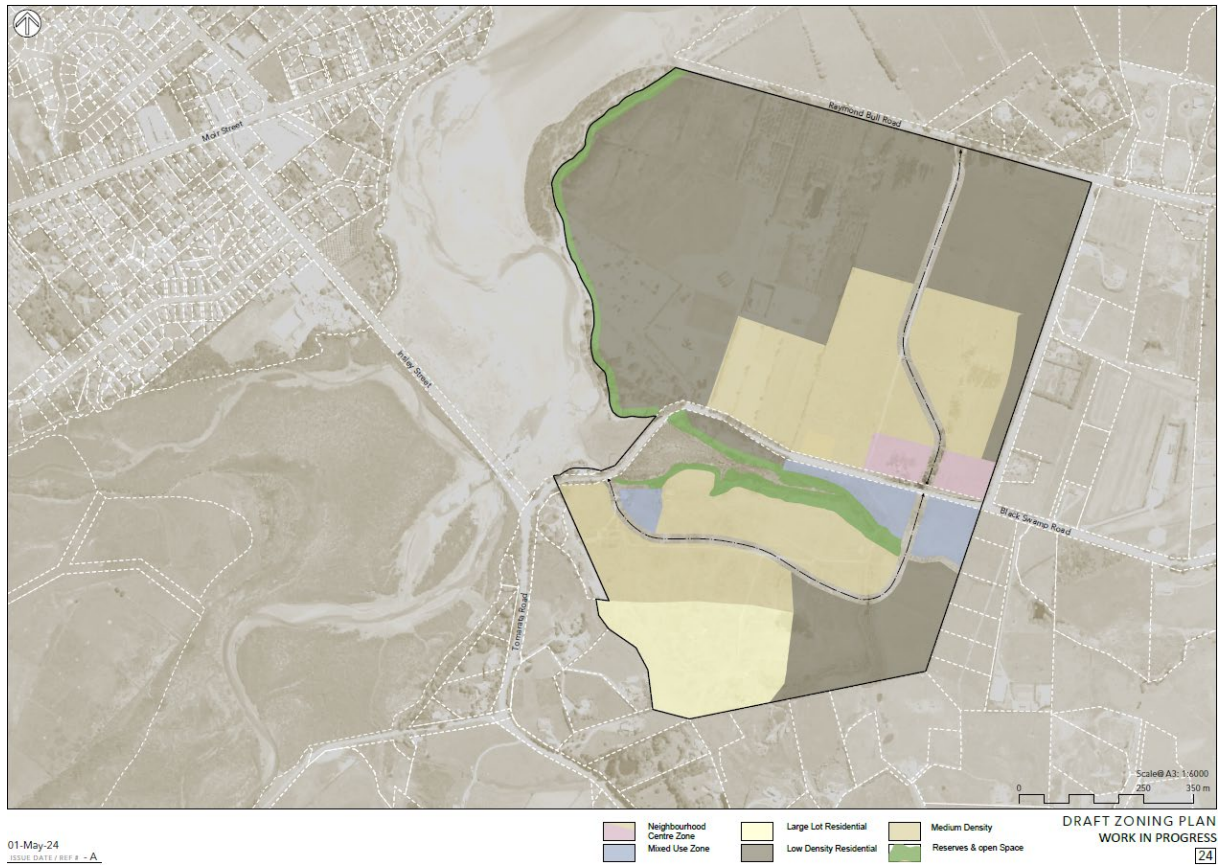 Moir Street
Raymond Bull Road
Insley Street
Black Swamp Road
Tomarata Road
Scale@ A3: 1:6000
0 250 350 m
DRAFT ZONING PLAN
WORK IN PROGRESS
24
01-May-24
ISSUE DATE / REF # - A
Neighbourhood
Centre Zone
Mixed Use Zone
Large Lot Residential
Low Density Residential
Medium Density
Reserves & open Space